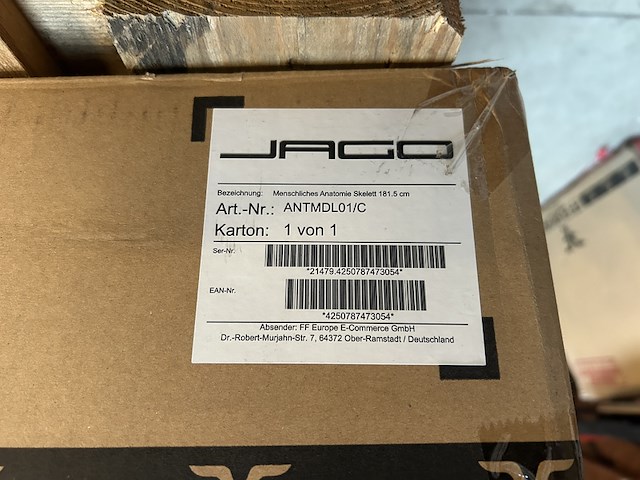 JAGO
Bezeichnung: Menschliches Anatomie Skelett 181.5 cm
Art.-Nr.: ANTMDL01/C
Karton: 1 von 1
Ser-Nr.
*21479.4250787473054*
EAN-Nr.
*4250787473054*
Absender: FF Europe E-Commerce GmbH
Dr.-Robert-Murjahn-Str. 7, 64372 Ober-Ramstadt / Deutschland